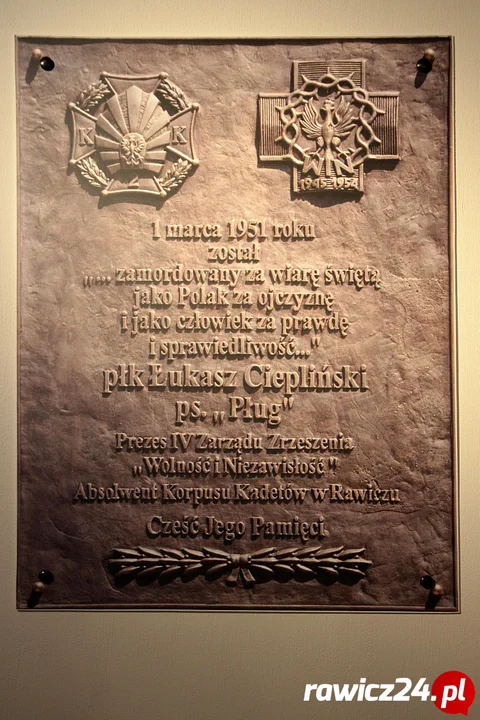 K K
2
WiN
1945-1954
1 marca 1951 roku
został
„... zamordowany za wiarę świętą
jako Polak za ojczyznę
i jako człowiek za prawdę
i sprawiedliwość..."
płk Łukasz Ciepliński
ps. „Pług"
Prezes IV Zarządu Zrzeszenia
„Wolność i Niezawisłość"
Absolwent Korpusu Kadetów w Rawiczu
Cześć Jego Pamięci.
rawicz24.pl